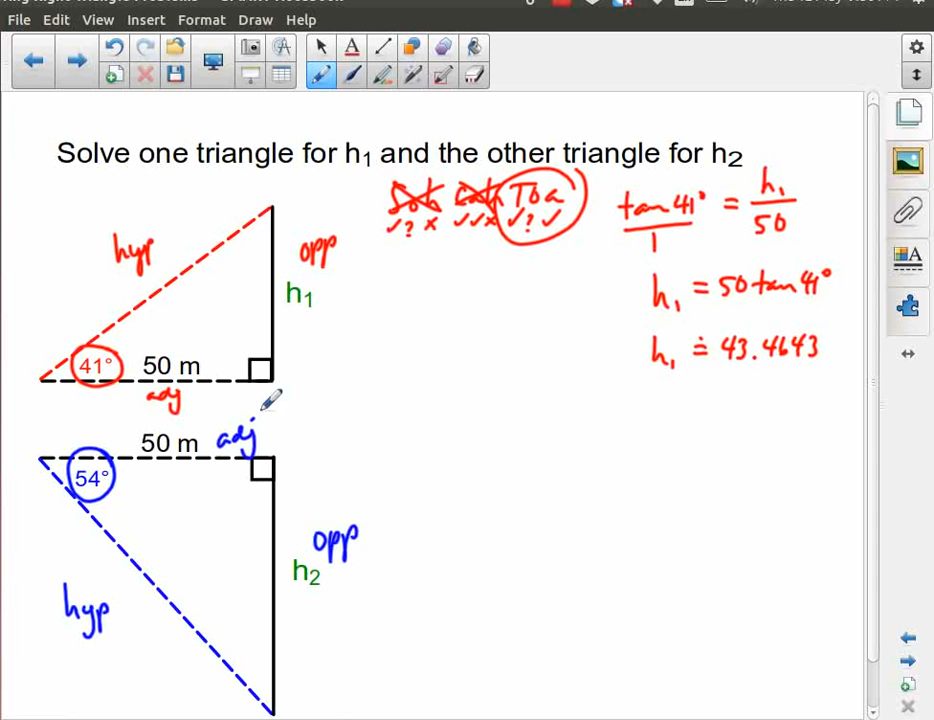 File Edit View Insert Format Draw Help
Solve one triangle for h₁ and the other triangle for h₂
Soh Cah Toa
✓?× ✓✓× ✓?✓
tan 41° = h₁
1 50
hyp
opp
h₁
h₁ = 50 tan 41°
h₁ ≐ 43.4643
41° 50 m
adj
50 m adj
54°
opp
h₂
hyp